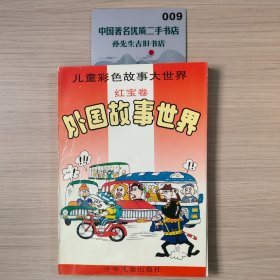 009
中国著名优质二手书店
孙先生古旧书店
儿童彩色故事大世界
红宝卷
外国故事世界
!!!
!!!
少年儿童出版社